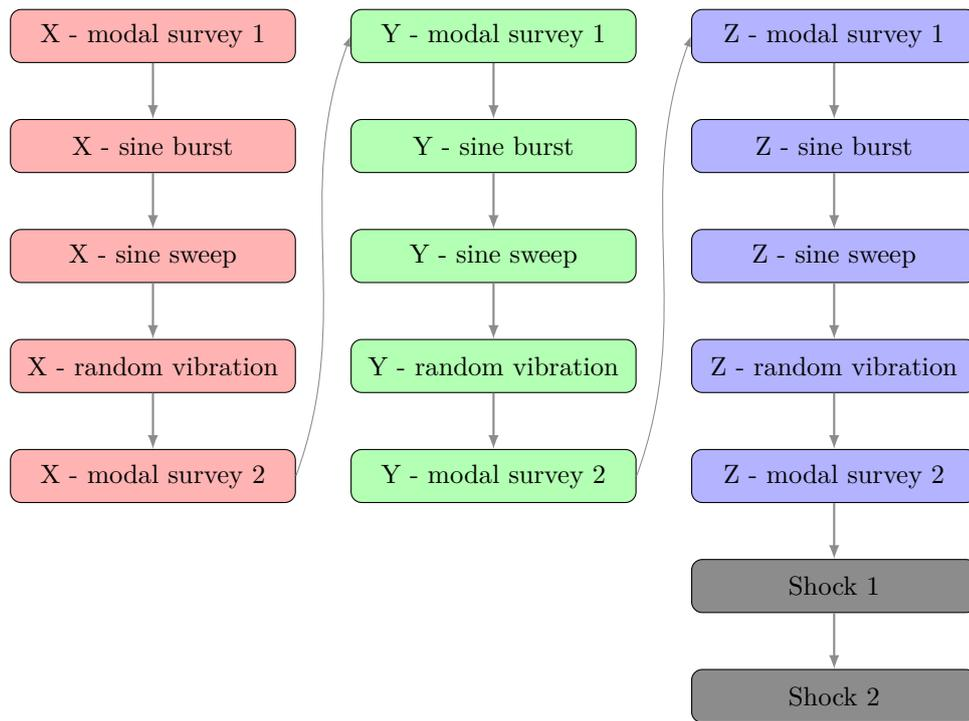 X - modal survey 1
X - sine burst
X - sine sweep
X - random vibration
X - modal survey 2
Y - modal survey 1
Y - sine burst
Y - sine sweep
Y - random vibration
Y - modal survey 2
Z - modal survey 1
Z - sine burst
Z - sine sweep
Z - random vibration
Z - modal survey 2
Shock 1
Shock 2